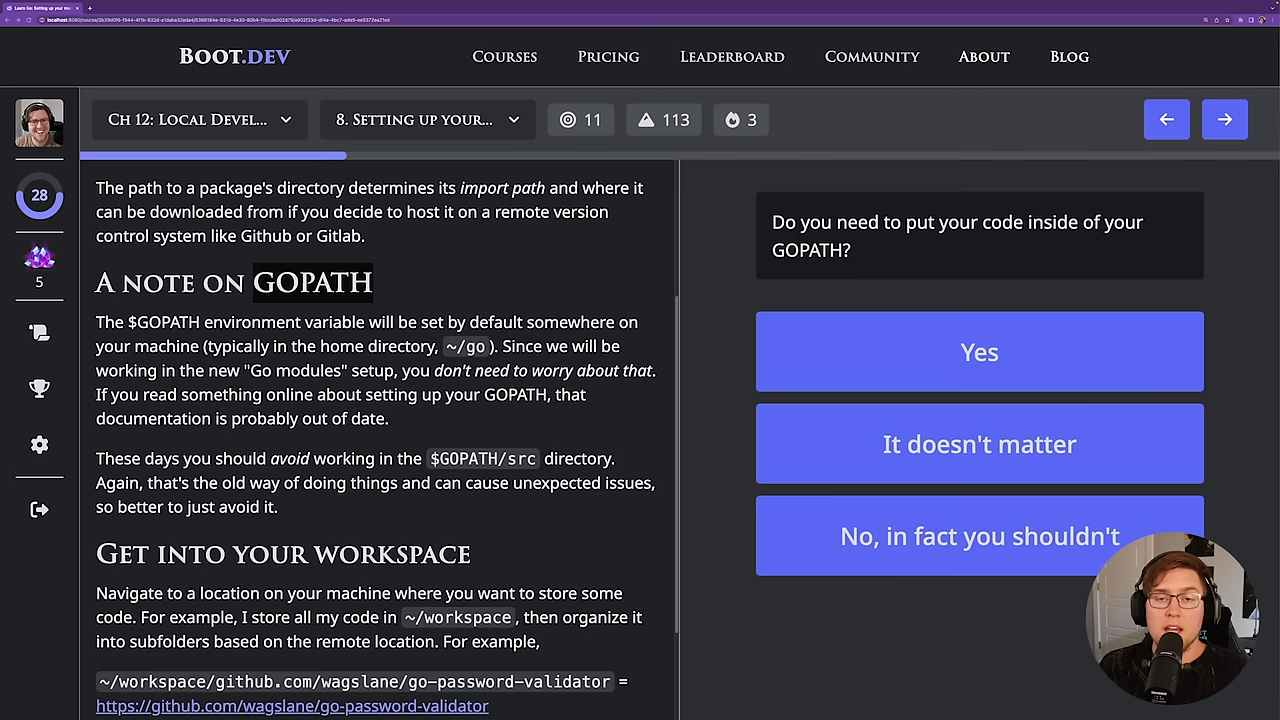 Learn Go: Setting up your ma
localhost:8080/course/
BOOT.DEV
COURSES
PRICING
LEADERBOARD
COMMUNITY
ABOUT
BLOG
CH 12: LOCAL DEVEL...
8. SETTING UP YOUR...
11
113
3
28
5
The path to a package's directory determines its import path and where it
can be downloaded from if you decide to host it on a remote version
control system like Github or Gitlab.
A NOTE ON GOPATH
The $GOPATH environment variable will be set by default somewhere on
your machine (typically in the home directory, ~/go). Since we will be
working in the new "Go modules" setup, you don't need to worry about that.
If you read something online about setting up your GOPATH, that
documentation is probably out of date.
These days you should avoid working in the $GOPATH/src directory.
Again, that's the old way of doing things and can cause unexpected issues,
so better to just avoid it.
GET INTO YOUR WORKSPACE
Navigate to a location on your machine where you want to store some
code. For example, I store all my code in ~/workspace, then organize it
into subfolders based on the remote location. For example,
~/workspace/github.com/wagslane/go-password-validator =
https://github.com/wagslane/go-password-validator
Do you need to put your code inside of your
GOPATH?
Yes
It doesn't matter
No, in fact you shouldn't